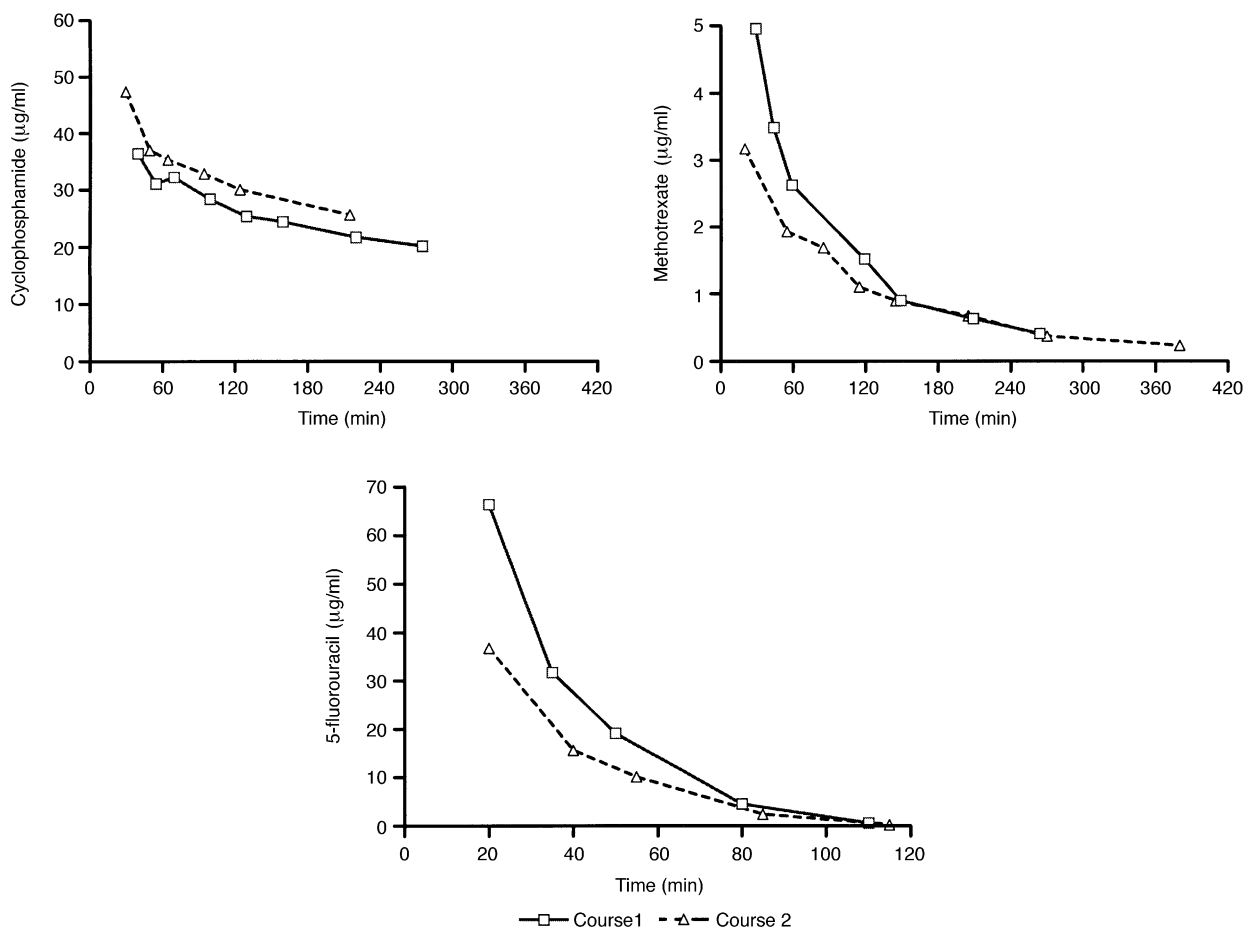 Cyclophosphamide (µg/ml)
60
50
40
30
20
10
0
0 60 120 180 240 300 360 420
Time (min)
Methotrexate (µg/ml)
5
4
3
2
1
0
0 60 120 180 240 300 360 420
Time (min)
5-fluorouracil (µg/ml)
70
60
50
40
30
20
10
0
0 20 40 60 80 100 120
Time (min)
Course1 Course 2